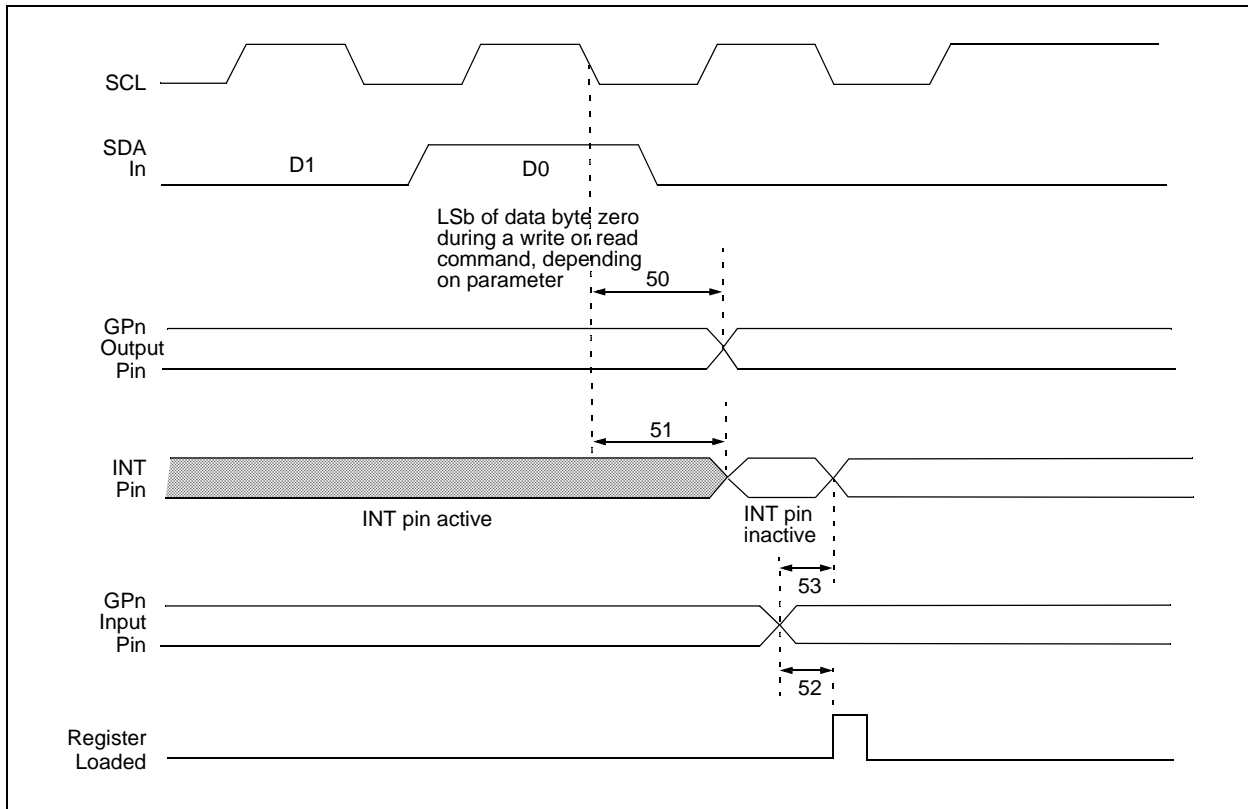 SCL
SDA
In
D1
D0
LSb of data byte zero
during a write or read
command, depending
on parameter
50
GPn
Output
Pin
51
INT
Pin
INT pin active
INT pin
inactive
53
GPn
Input
Pin
52
Register
Loaded